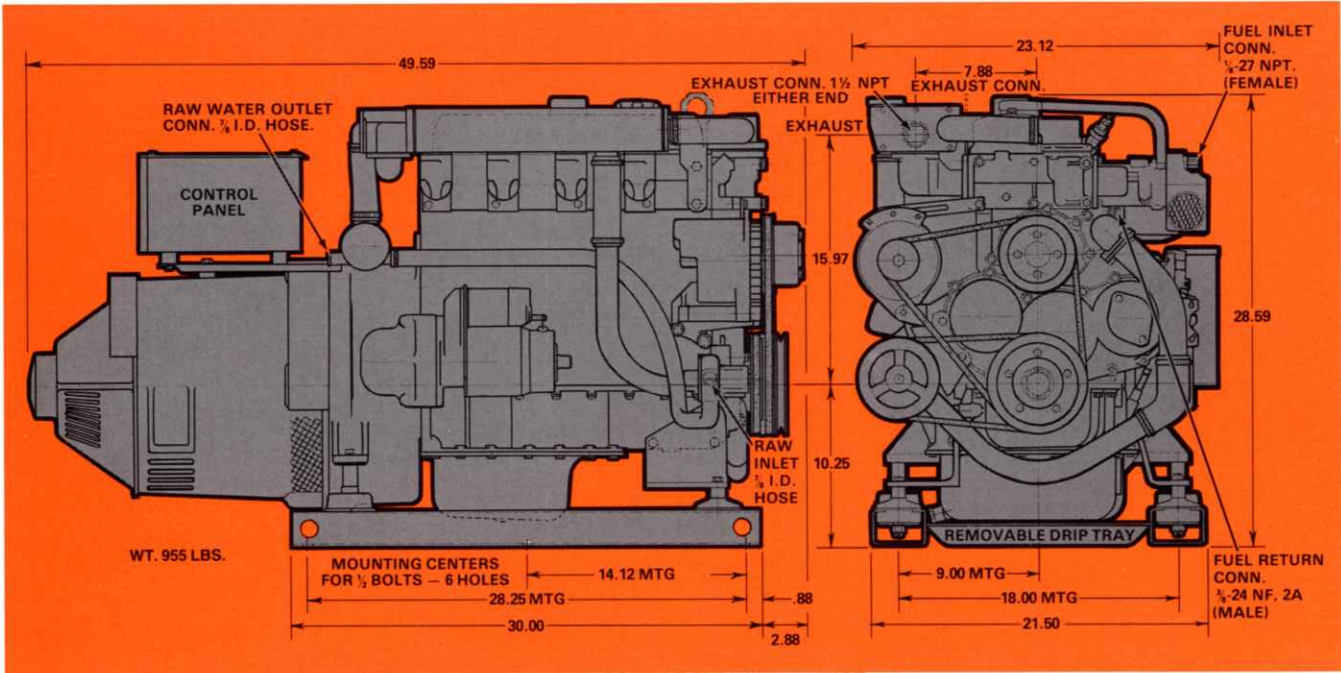 49.59
RAW WATER OUTLET
CONN. ⅞ I.D. HOSE.
CONTROL
PANEL
EXHAUST CONN. 1½ NPT
EITHER END
EXHAUST
15.97
10.25
RAW
INLET
⅞ I.D.
HOSE
WT. 955 LBS.
MOUNTING CENTERS
FOR ½ BOLTS – 6 HOLES
14.12 MTG
28.25 MTG
.88
30.00
2.88
23.12
7.88
EXHAUST CONN.
FUEL INLET
CONN.
⅛-27 NPT.
(FEMALE)
28.59
REMOVABLE DRIP TRAY
9.00 MTG
18.00 MTG
21.50
FUEL RETURN
CONN.
⅜-24 NF, 2A
(MALE)